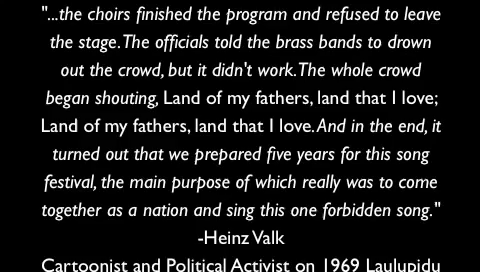 "...the choirs finished the program and refused to leave
the stage. The officials told the brass bands to drown
out the crowd, but it didn't work. The whole crowd
began shouting, Land of my fathers, land that I love;
Land of my fathers, land that I love. And in the end, it
turned out that we prepared five years for this song
festival, the main purpose of which really was to come
together as a nation and sing this one forbidden song."
-Heinz Valk
Cartoonist and Political Activist on 1969 Laulupidu